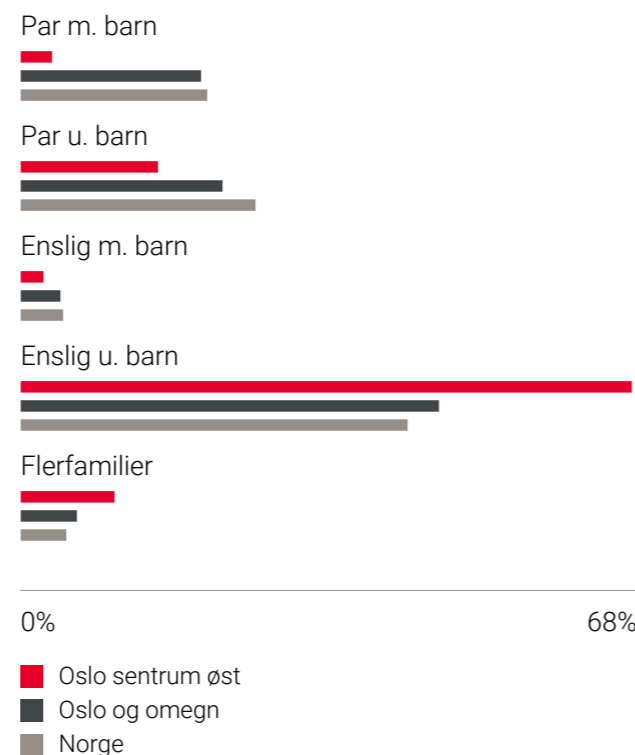 Par m. barn
Par u. barn
Enslig m. barn
Enslig u. barn
Flerfamilier
0% 68%
Oslo sentrum øst
Oslo og omegn
Norge